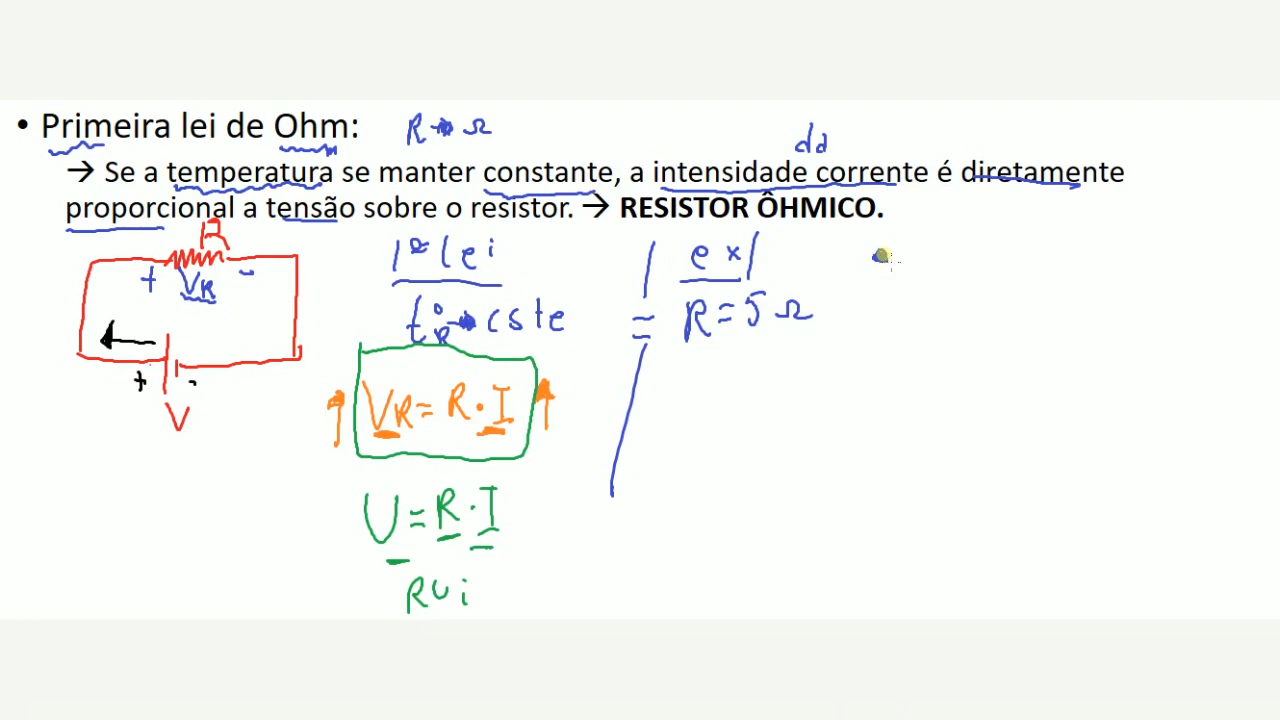 • Primeira lei de Ohm: R → Ω
dd
→ Se a temperatura se manter constante, a intensidade corrente é diretamente
proporcional a tensão sobre o resistor. → RESISTOR ÔHMICO.
R
+ VR -
+ -
V
1ª lei
t° R → cste
VR = R . I
U = R . I
R U i
ex
R = 5 Ω